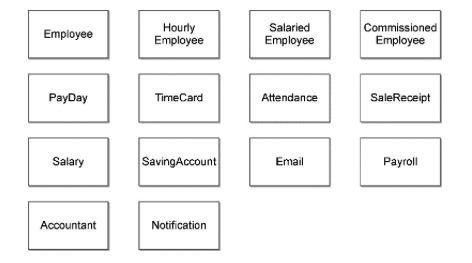 Employee
Hourly
Employee
Salaried
Employee
Commissioned
Employee
PayDay
TimeCard
Attendance
SaleReceipt
Salary
SavingAccount
Email
Payroll
Accountant
Notification